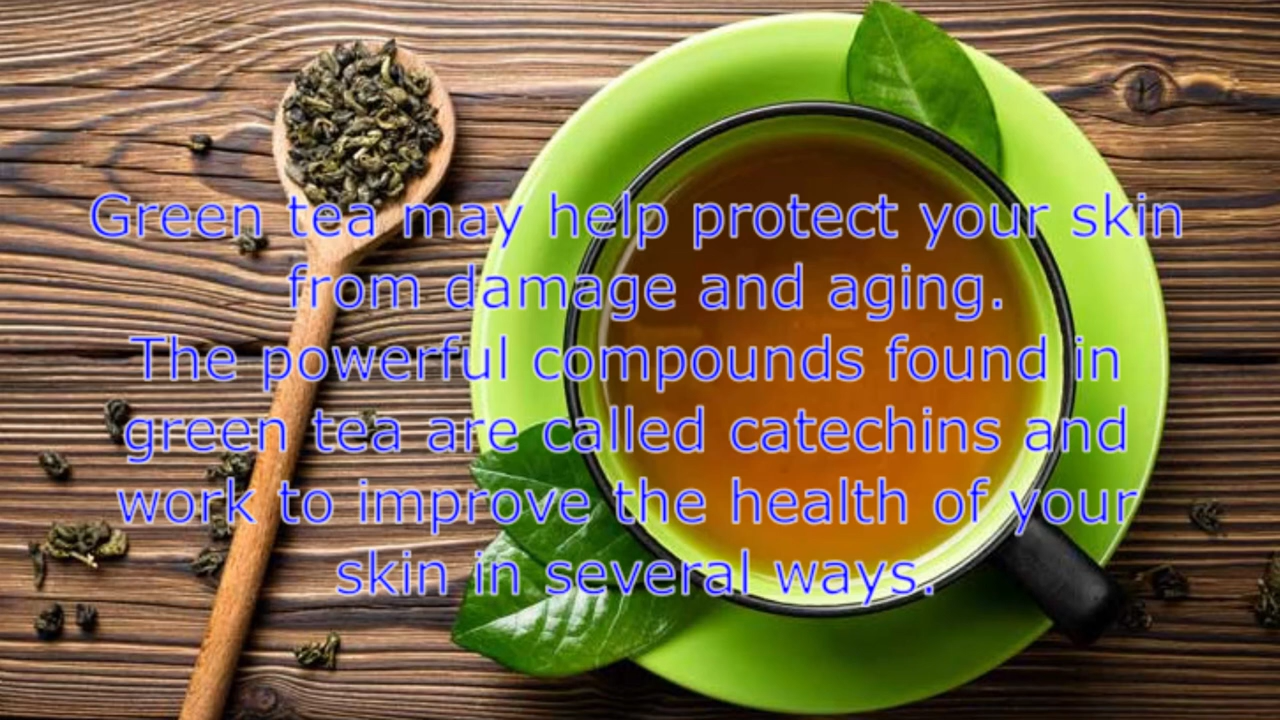 Green tea may help protect your skin
from damage and aging.
The powerful compounds found in
green tea are called catechins and
work to improve the health of your
skin in several ways.